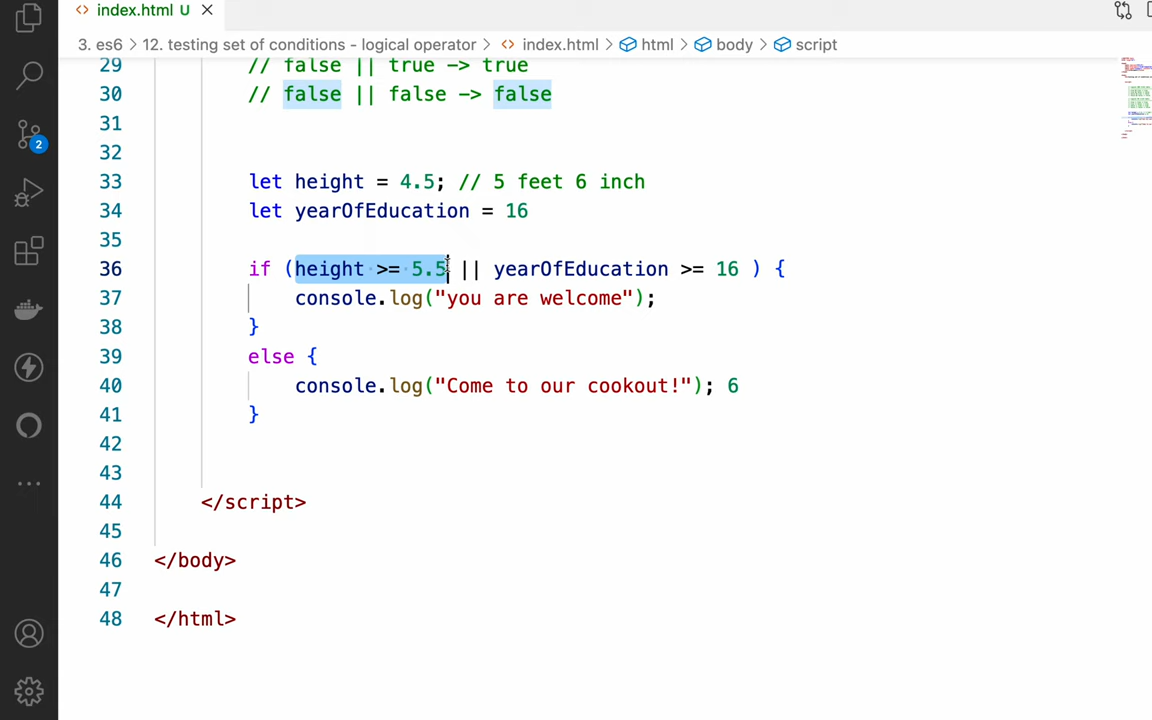 index.html U
3. es6 > 12. testing set of conditions - logical operator > index.html > html > body > script
29 // false || true -> true
30 // false || false -> false
31
32
33 let height = 4.5; // 5 feet 6 inch
34 let yearOfEducation = 16
35
36 if (height >= 5.5 || yearOfEducation >= 16 ) {
37 console.log("you are welcome");
38 }
39 else {
40 console.log("Come to our cookout!"); 6
41 }
42
43
44 </script>
45
46 </body>
47
48 </html>
2